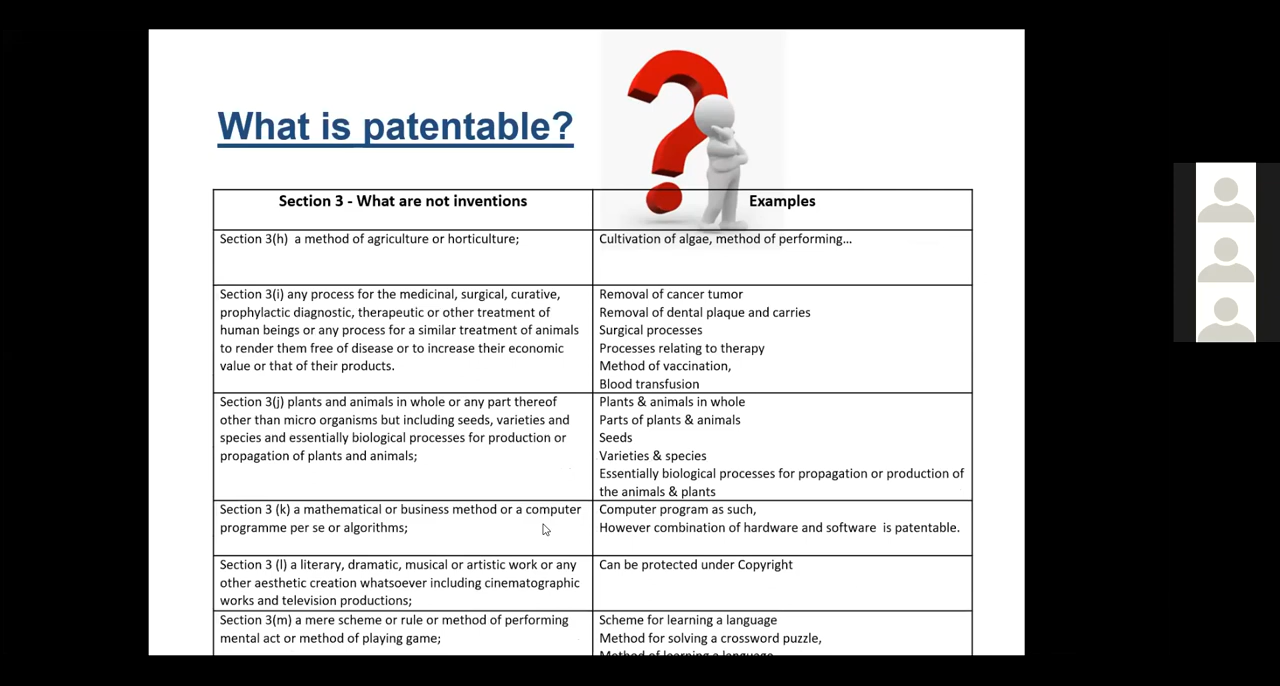 What is patentable?
Section 3 - What are not inventions
Examples
Section 3(h)  a method of agriculture or horticulture;
Cultivation of algae, method of performing...
Section 3(i) any process for the medicinal, surgical, curative,
prophylactic diagnostic, therapeutic or other treatment of
human beings or any process for a similar treatment of animals
to render them free of disease or to increase their economic
value or that of their products.
Removal of cancer tumor
Removal of dental plaque and carries
Surgical processes
Processes relating to therapy
Method of vaccination,
Blood transfusion
Section 3(j) plants and animals in whole or any part thereof
other than micro organisms but including seeds, varieties and
species and essentially biological processes for production or
propagation of plants and animals;
Plants & animals in whole
Parts of plants & animals
Seeds
Varieties & species
Essentially biological processes for propagation or production of
the animals & plants
Section 3 (k) a mathematical or business method or a computer
programme per se or algorithms;
Computer program as such,
However combination of hardware and software  is patentable.
Section 3 (l) a literary, dramatic, musical or artistic work or any
other aesthetic creation whatsoever including cinematographic
works and television productions;
Can be protected under Copyright
Section 3(m) a mere scheme or rule or method of performing
mental act or method of playing game;
Scheme for learning a language
Method for solving a crossword puzzle,
Method of learning a language